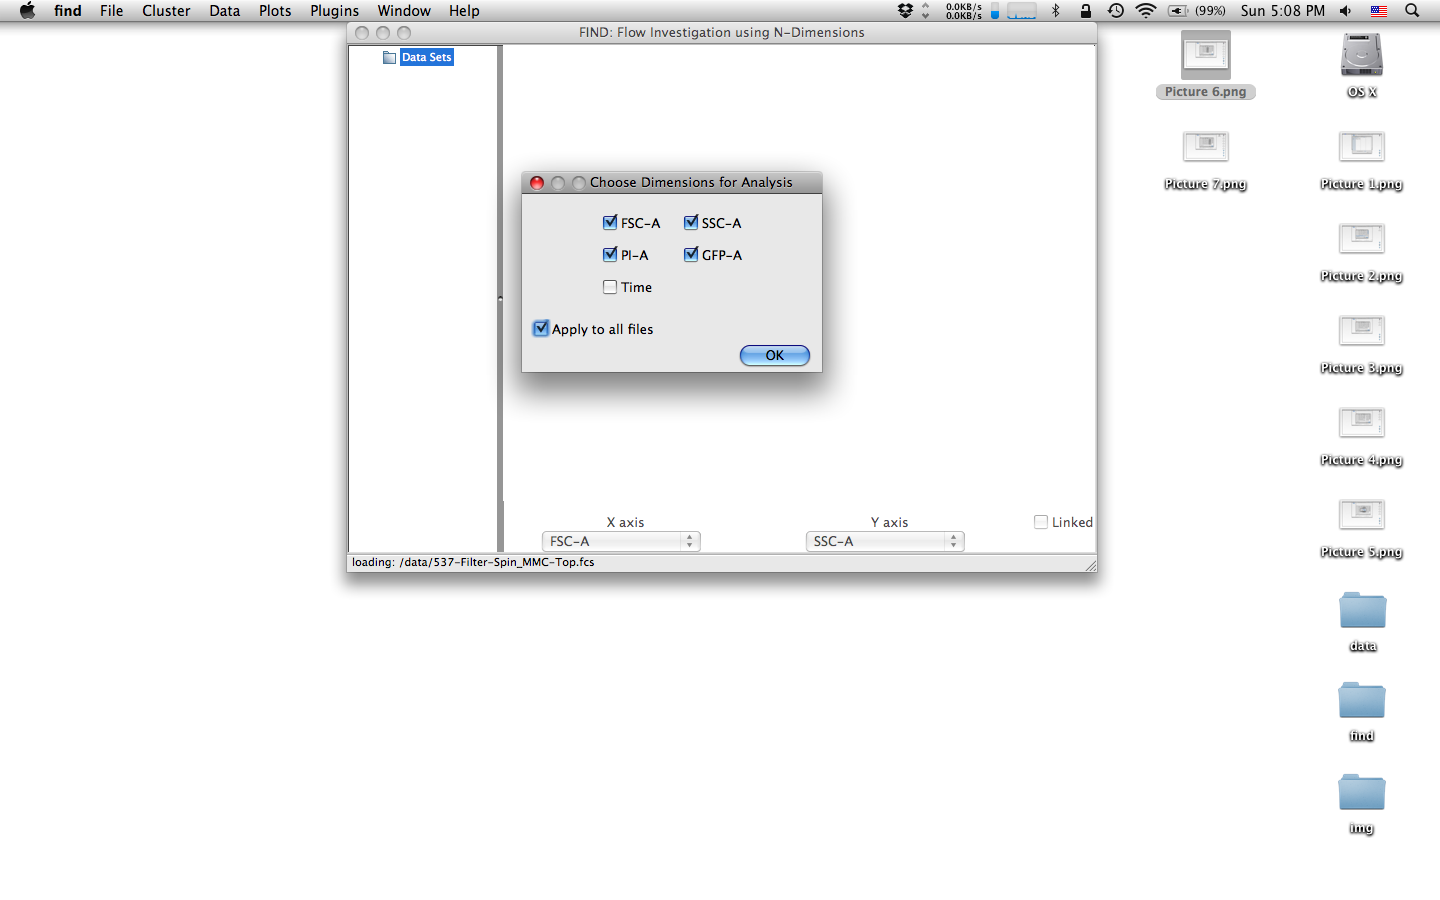 find File Cluster Data Plots Plugins Window Help
0.0KB/s
0.0KB/s
(99%) Sun 5:08 PM
FIND: Flow Investigation using N-Dimensions
Data Sets
Choose Dimensions for Analysis
FSC-A SSC-A
PI-A GFP-A
Time
Apply to all files
OK
X axis Y axis Linked
FSC-A SSC-A
loading: /data/537-Filter-Spin_MMC-Top.fcs
Picture 6.png OS X
Picture 7.png Picture 1.png
Picture 2.png
Picture 3.png
Picture 4.png
Picture 5.png
data
find
img